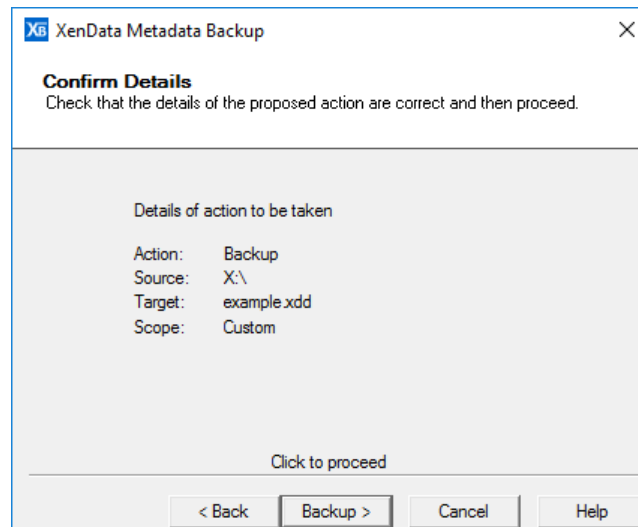 XB XenData Metadata Backup
Confirm Details
Check that the details of the proposed action are correct and then proceed.
Details of action to be taken
Action: Backup
Source: X:\
Target: example.xdd
Scope: Custom
Click to proceed
< Back Backup > Cancel Help